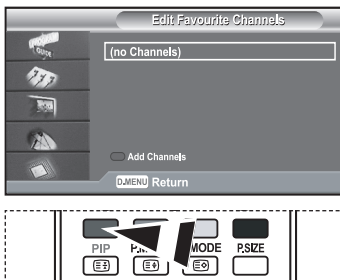 Edit Favourite Channels
GUIDE
(no Channels)
Add Channels
D.MENU Return
PIP MODE P.SIZE